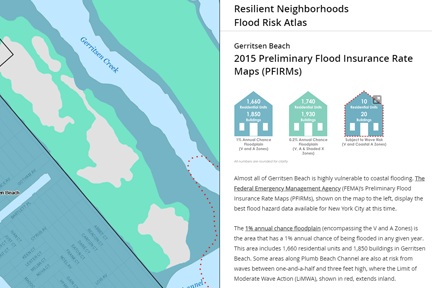 Resilient Neighborhoods
Flood Risk Atlas
Gerritsen Beach
2015 Preliminary Flood Insurance Rate
Maps (PFIRMs)
Gerritsen Creek
1,660
Residential Units
1,850
Buildings
1% Annual Chance
Floodplain
(V and A Zones)
1,740
Residential Units
1,930
Buildings
0.2% Annual Chance
Floodplain
(V, A & Shaded X
Zones)
10
Residential Units
20
Buildings
Subject to Wave Risk
(V and Coastal A Zones)
All numbers are rounded for clarity.
Almost all of Gerritsen Beach is highly vulnerable to coastal flooding. The
Federal Emergency Management Agency (FEMA)'s Preliminary Flood
Insurance Rate Maps (PFIRMs), shown on the map to the left, display the
best flood hazard data available for New York City at this time.
The 1% annual chance floodplain (encompassing the V and A Zones) is
the area that has a 1% annual chance of being flooded in any given year.
This area includes 1,660 residential units and 1,850 buildings in Gerritsen
Beach. Some areas along Plumb Beach Channel are also at risk from
waves between one-and-a-half and three feet high, where the Limit of
Moderate Wave Action (LiMWA), shown in red, extends inland.
n Beach
nnel